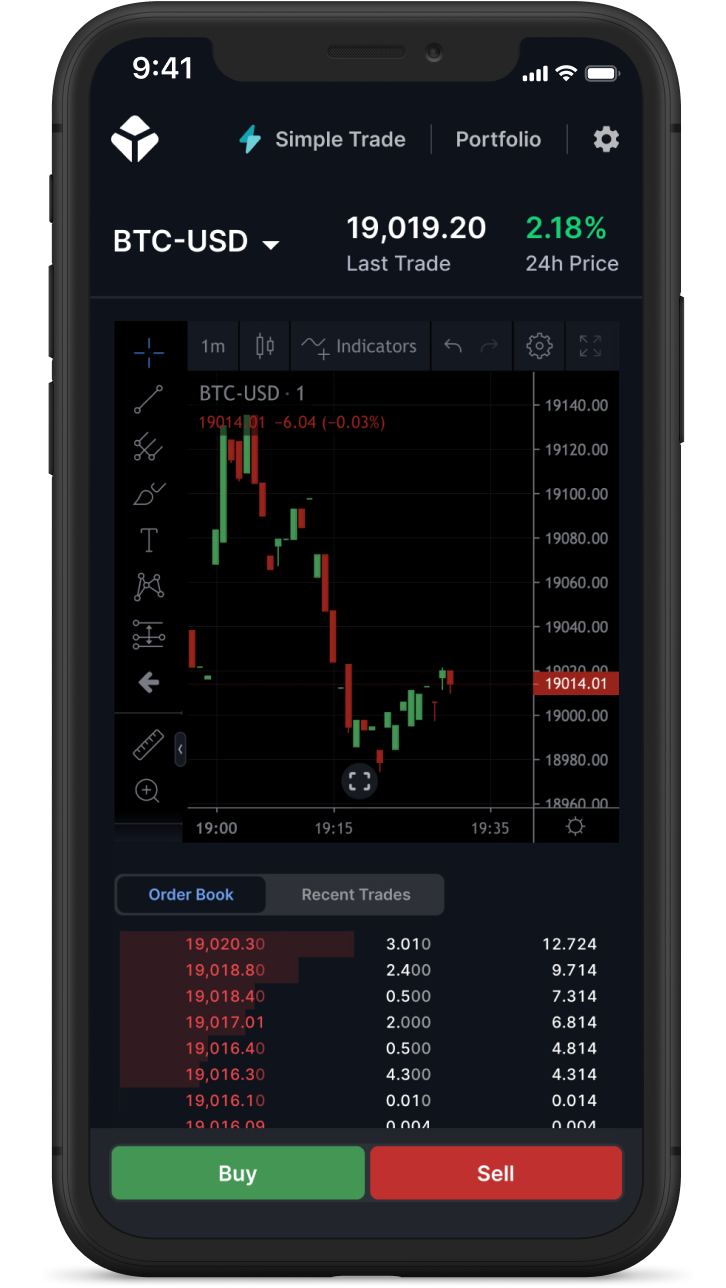 9:41
Simple Trade Portfolio
BTC-USD 19,019.20 2.18%
Last Trade 24h Price
1m Indicators
BTC-USD · 1
19014.01 −6.04 (−0.03%)
19140.00
19120.00
19100.00
19080.00
19060.00
19040.00
19020.00
19014.01
19000.00
18980.00
18960.00
19:00 19:15 19:35
Order Book Recent Trades
19,020.30 3.010 12.724
19,018.80 2.400 9.714
19,018.40 0.500 7.314
19,017.01 2.000 6.814
19,016.40 0.500 4.814
19,016.30 4.300 4.314
19,016.10 0.010 0.014
19,016.09 0.004 0.004
Buy Sell